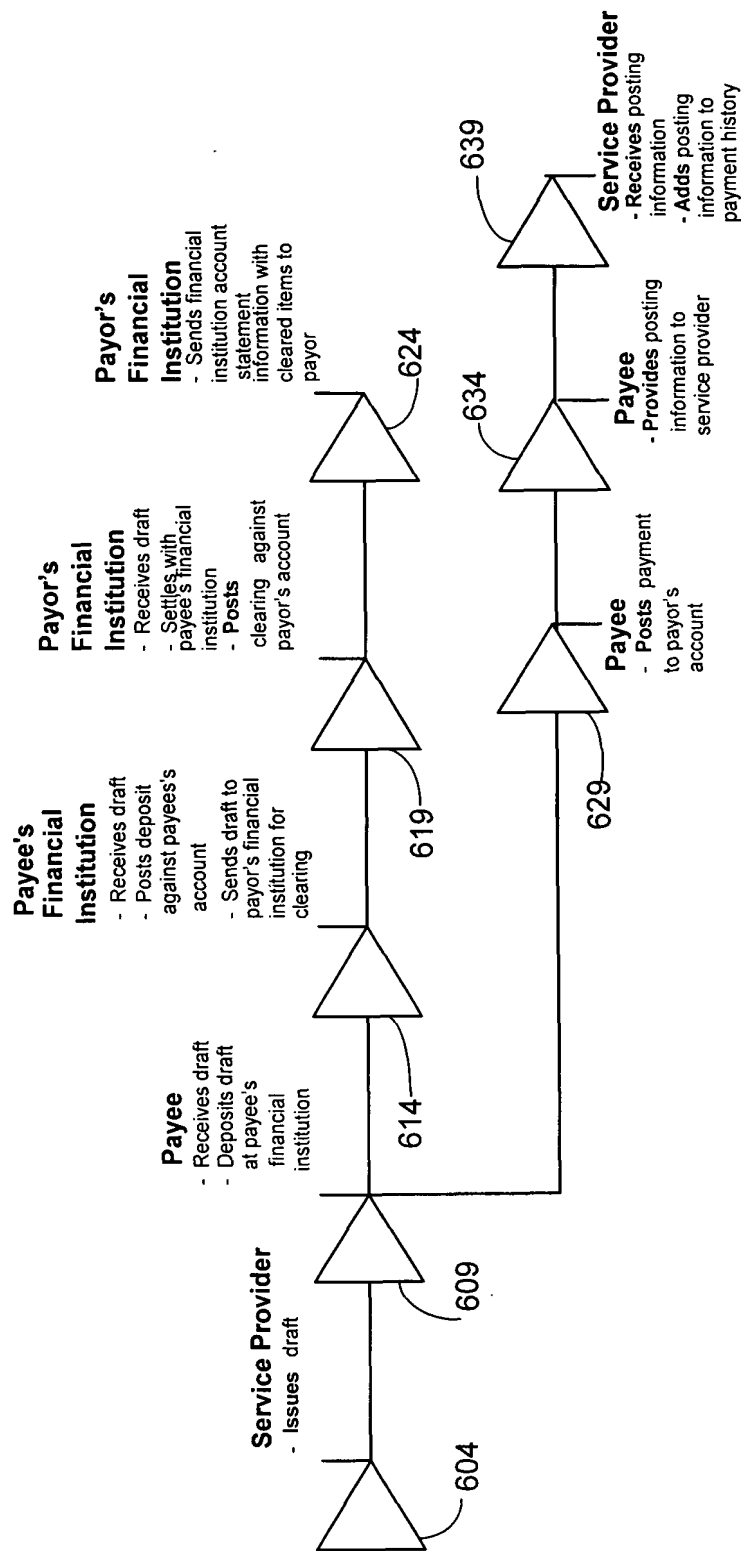 Service Provider
- Issues draft
604
Payee
- Receives draft
- Deposits draft
at payee's
financial
institution
609
Payee's
Financial
Institution
- Receives draft
- Posts deposit
against payees's
account
- Sends draft to
payor's financial
institution for
clearing
614
Payor's
Financial
Institution
- Receives draft
- Settles with
payee's financial
institution
- Posts
clearing against
payor's account
619
Payor's
Financial
Institution
- Sends financial
institution account
statement
information with
cleared items to
payor
624
Payee
- Posts payment
to payor's
account
629
Payee
- Provides posting
information to
service provider
634
Service Provider
- Receives posting
information
- Adds posting
information to
payment history
639